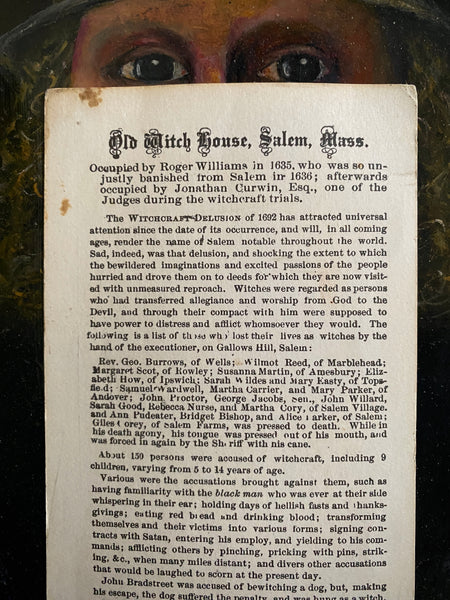 Old Witch House, Salem, Mass.
Occupied by Roger Williams in 1635, who was so un-
justly banished from Salem in 1636; afterwards
occupied by Jonathan Curwin, Esq., one of the
Judges during the witchcraft trials.
The WITCHCRAFT DELUSION of 1692 has attracted universal
attention since the date of its occurrence, and will, in all coming
ages, render the name of Salem notable throughout the world.
Sad, indeed, was that delusion, and shocking the extent to which
the bewildered imaginations and excited passions of the people
hurried and drove them on to deeds for which they are now visit-
ed with unmeasured reproach. Witches were regarded as persons
who had transferred allegiance and worship from God to the
Devil, and through their compact with him were supposed to
have power to distress and afflict whomsoever they would. The
following is a list of those who lost their lives as witches by the
hand of the executioner, on Gallows Hill, Salem:
Rev. Geo. Burrows, of Wells; Wilmot Reed, of Marblehead;
Margaret Scot, of Rowley; Susanna Martin, of Amesbury; Eliz-
abeth How, of Ipswich; Sarah Wildes and Mary Easty, of Tops-
field; Samuel Wardwell, Martha Carrier, and Mary Parker, of
Andover; John Proctor, George Jacobs, Sen., John Willard,
Sarah Good, Rebecca Nurse, and Martha Cory, of Salem Village.
and Ann Pudeater, Bridget Bishop, and Alice Parker, of Salem;
Giles Corey, of Salem Farms, was pressed to death. While in
his death agony, his tongue was pressed out of his mouth, and
was forced in again by the Sheriff with his cane.
About 150 persons were accused of witchcraft, including 9
children, varying from 5 to 14 years of age.
Various were the accusations brought against them, such as
having familiarity with the black man who was ever at their side
whispering in their ear; holding days of hellish fasts and thanks-
givings; eating red bread and drinking blood; transforming
themselves and their victims into various forms; signing con-
tracts with Satan, entering his employ, and yielding to his com-
mands; afflicting others by pinching, pricking with pins, strik-
ing, &c., when many miles distant; and divers other accusations
that would be laughed to scorn at the present day.
John Bradstreet was accused of bewitching a dog, but, making
his escape, the dog suffered the penalty, and was hung as a witch.